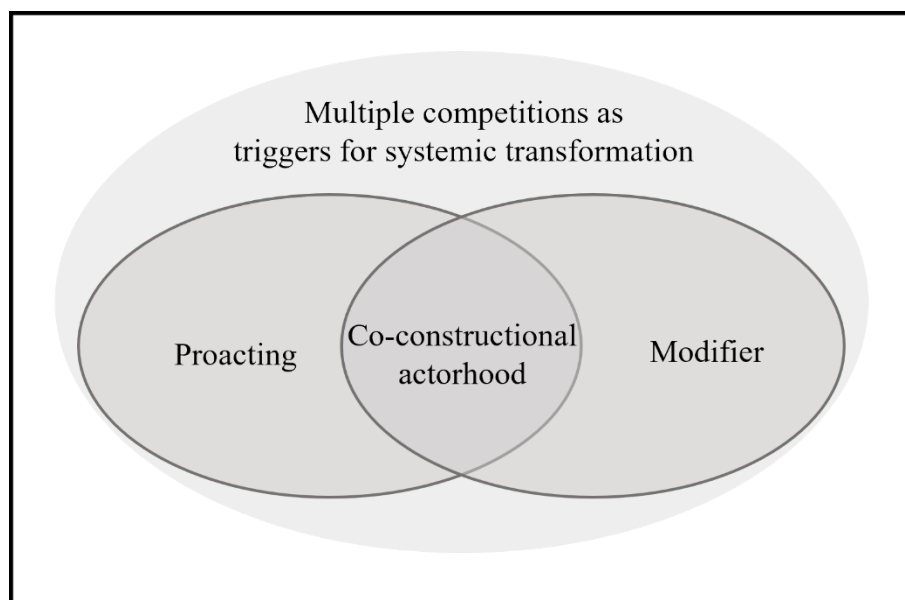 Multiple competitions as
triggers for systemic transformation
Proacting
Co-constructional
actorhood
Modifier